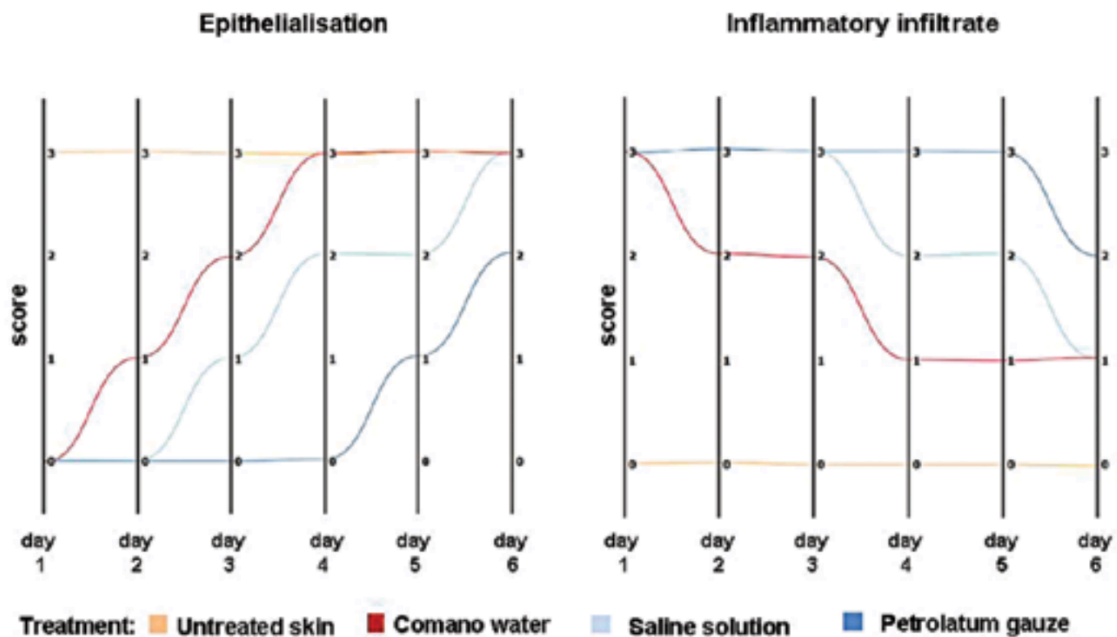 Epithelialisation
Inflammatory infiltrate
score
3 3 3 3 3 3
2 2 2 2 2 2
1 1 1 1 1 1
0 0 0 0 0 0
day 1
day 2
day 3
day 4
day 5
day 6
score
3 3 3 3 3 3
2 2 2 2 2 2
1 1 1 1 1 1
0 0 0 0 0 0
day 1
day 2
day 3
day 4
day 5
day 6
Treatment: Untreated skin Comano water Saline solution Petrolatum gauze